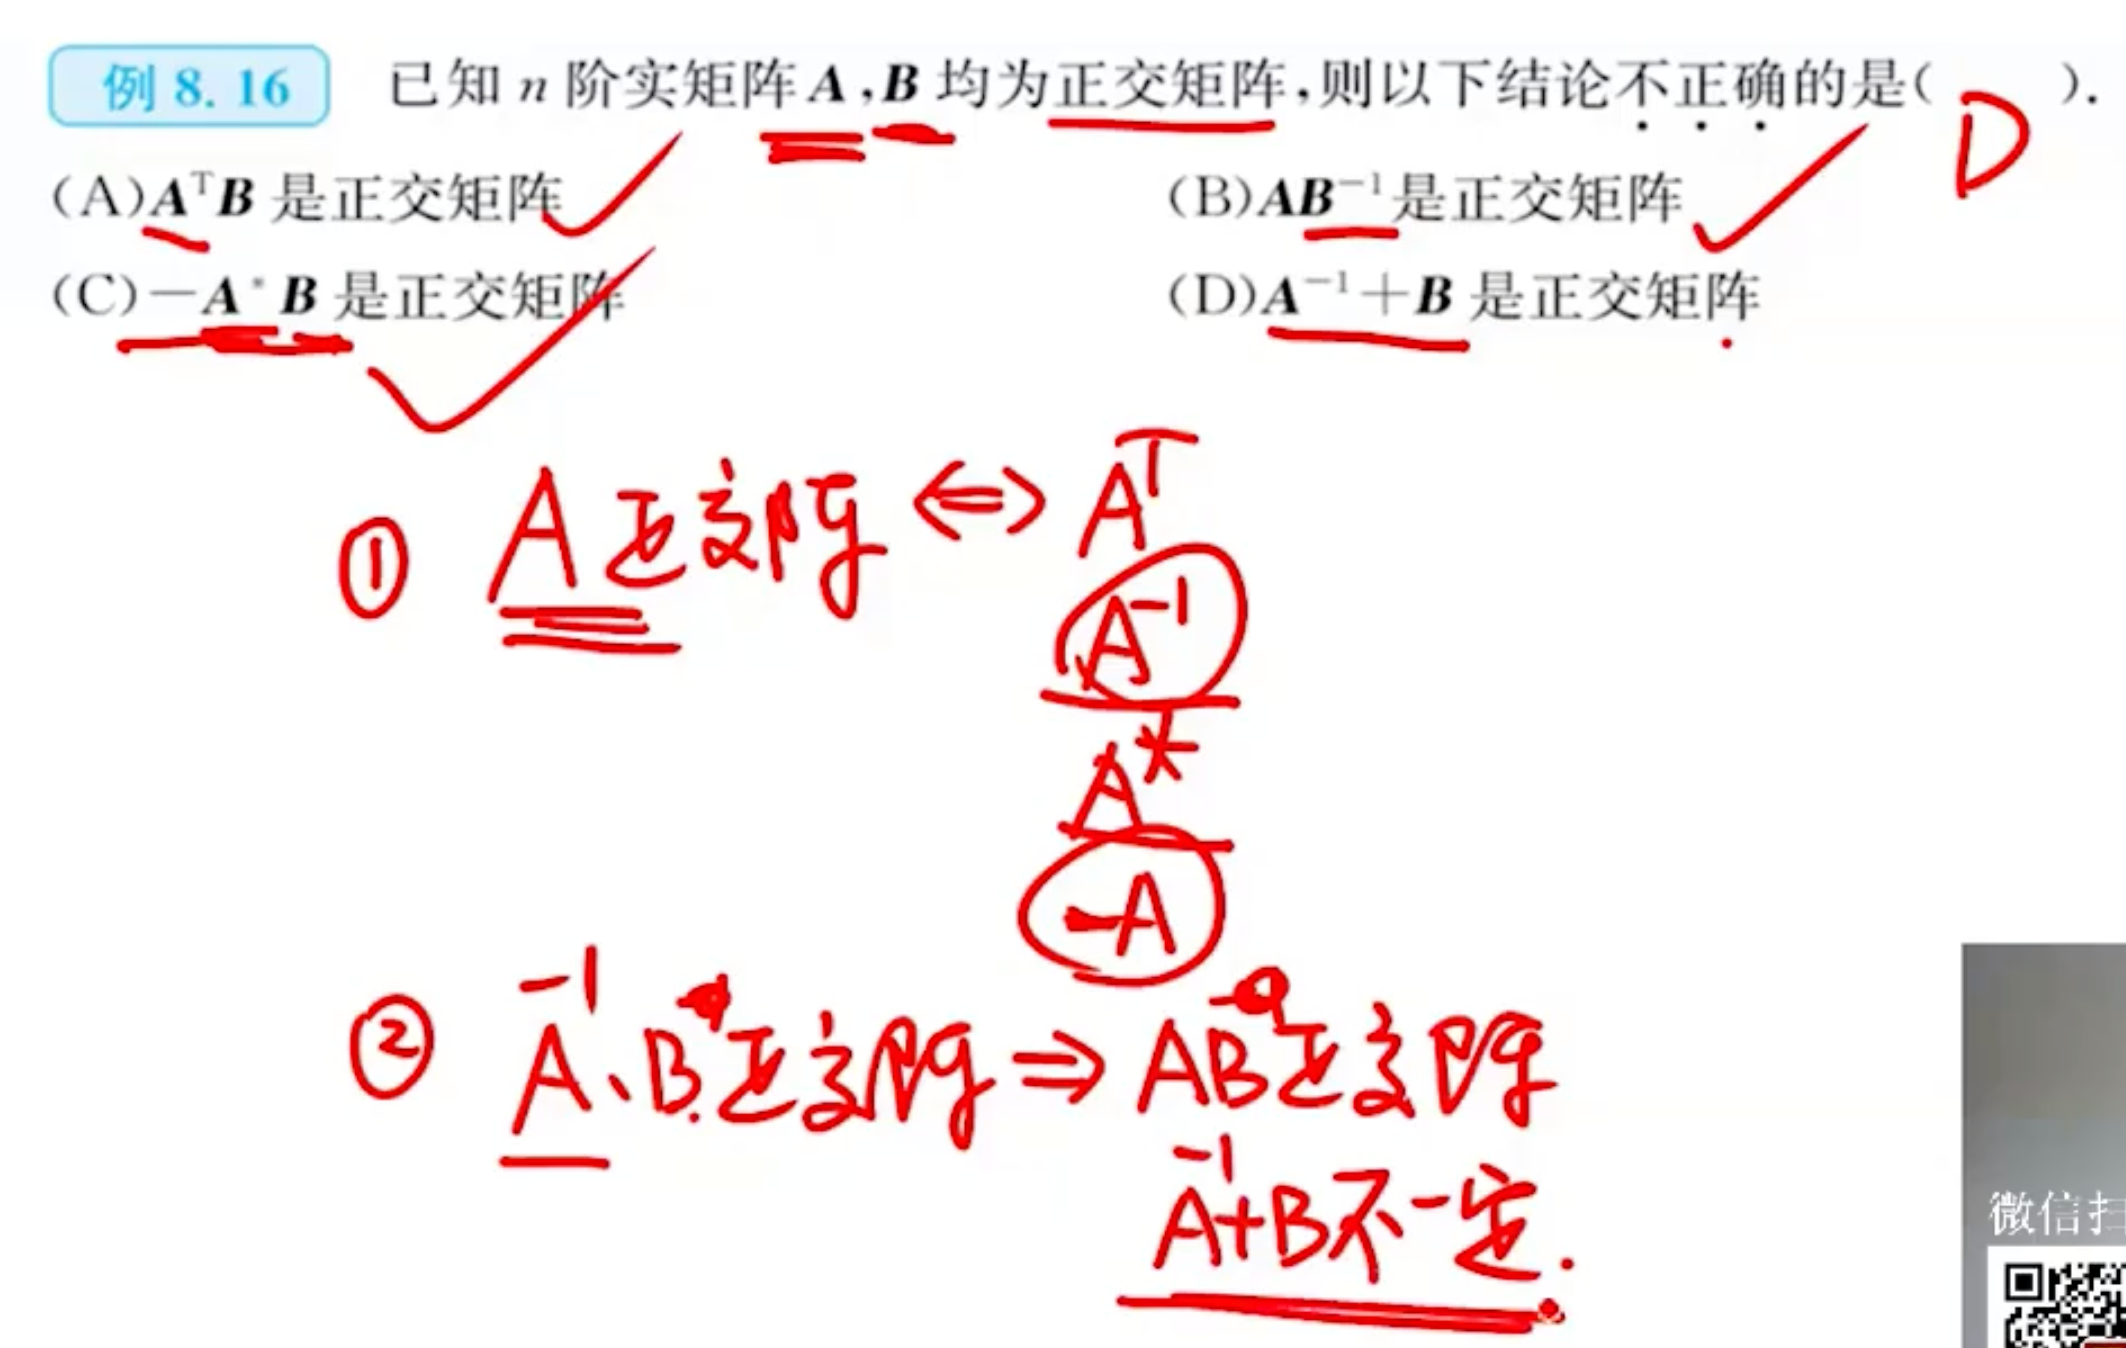 例 8.16 已知 n 阶实矩阵 A,B 均为正交矩阵,则以下结论不正确的是( D ).
(A)AᵀB 是正交矩阵 (B)AB⁻¹是正交矩阵
(C)-A*B 是正交矩阵 (D)A⁻¹+B 是正交矩阵
① A正交阵 ⇔ Aᵀ
A⁻¹
A*
-A
② A⁻¹、B 正交阵 ⇒ AB 正交阵
A⁻¹+B不一定.
微信扫